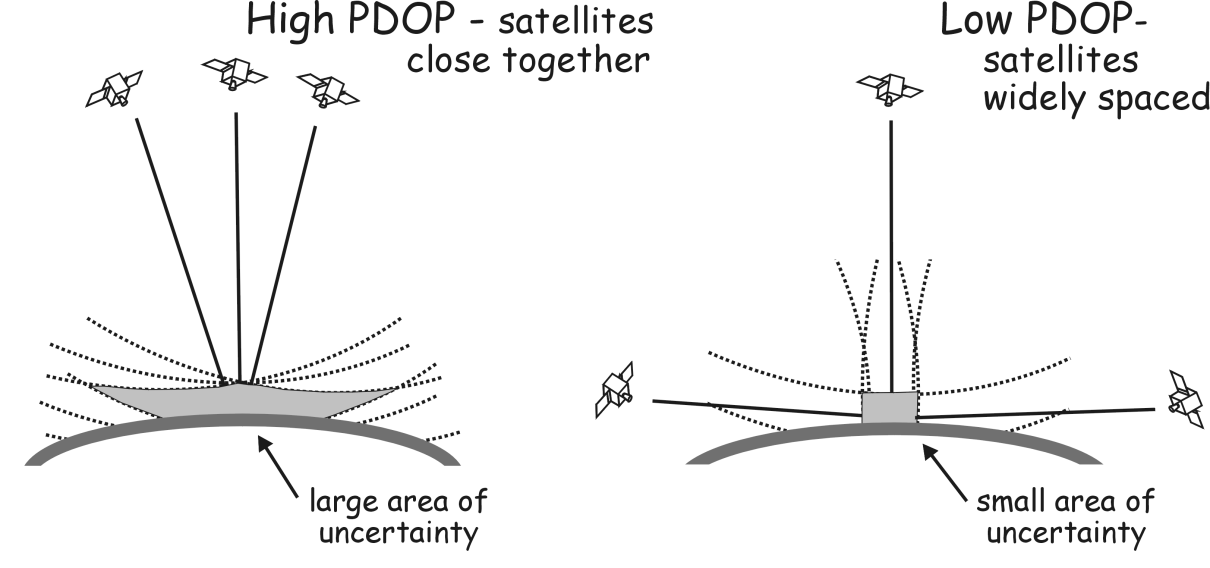 High PDOP - satellites
close together
Low PDOP-
satellites
widely spaced
large area of
uncertainty
small area of
uncertainty